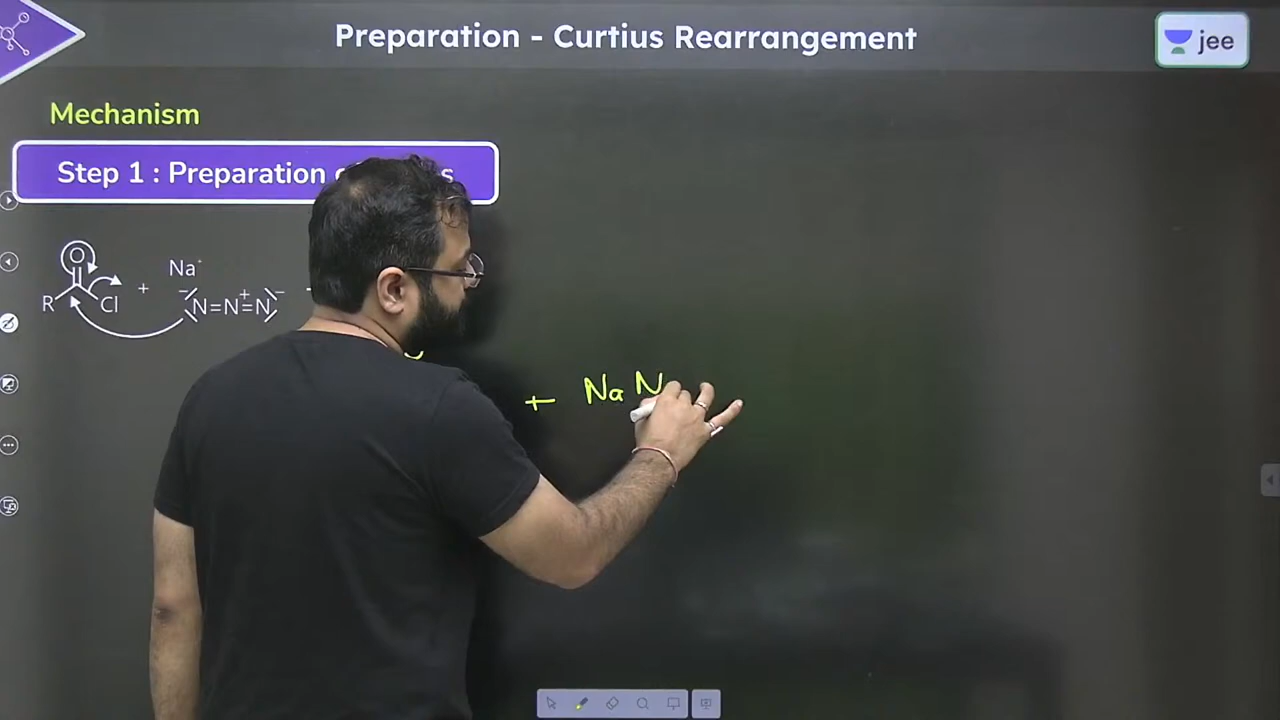 Preparation - Curtius Rearrangement
jee
Mechanism
Step 1 : Preparation
O
R Cl + Na⁺ N=N=N
+ Na N